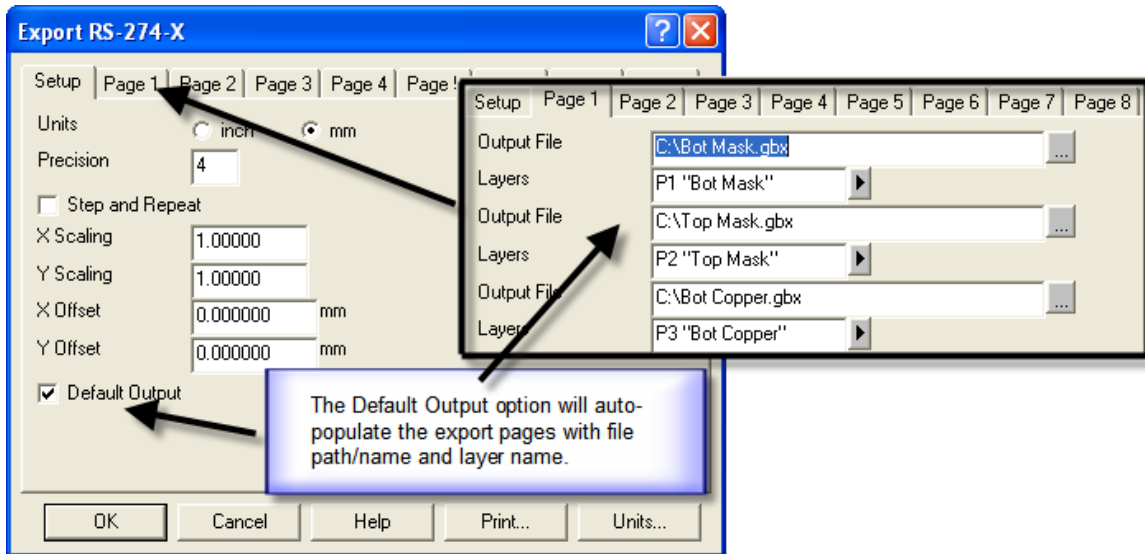 Export RS-274-X
Setup Page 1 Page 2 Page 3 Page 4 Page
Units inch mm
Precision 4
Step and Repeat
X Scaling 1.00000
Y Scaling 1.00000
X Offset 0.000000 mm
Y Offset 0.000000 mm
Default Output
Setup Page 1 Page 2 Page 3 Page 4 Page 5 Page 6 Page 7 Page 8
Output File C:\Bot Mask.gbx ...
Layers P1 "Bot Mask"
Output File C:\Top Mask.gbx ...
Layers P2 "Top Mask"
Output File C:\Bot Copper.gbx ...
Layers P3 "Bot Copper"
The Default Output option will auto-
populate the export pages with file
path/name and layer name.
OK Cancel Help Print... Units...